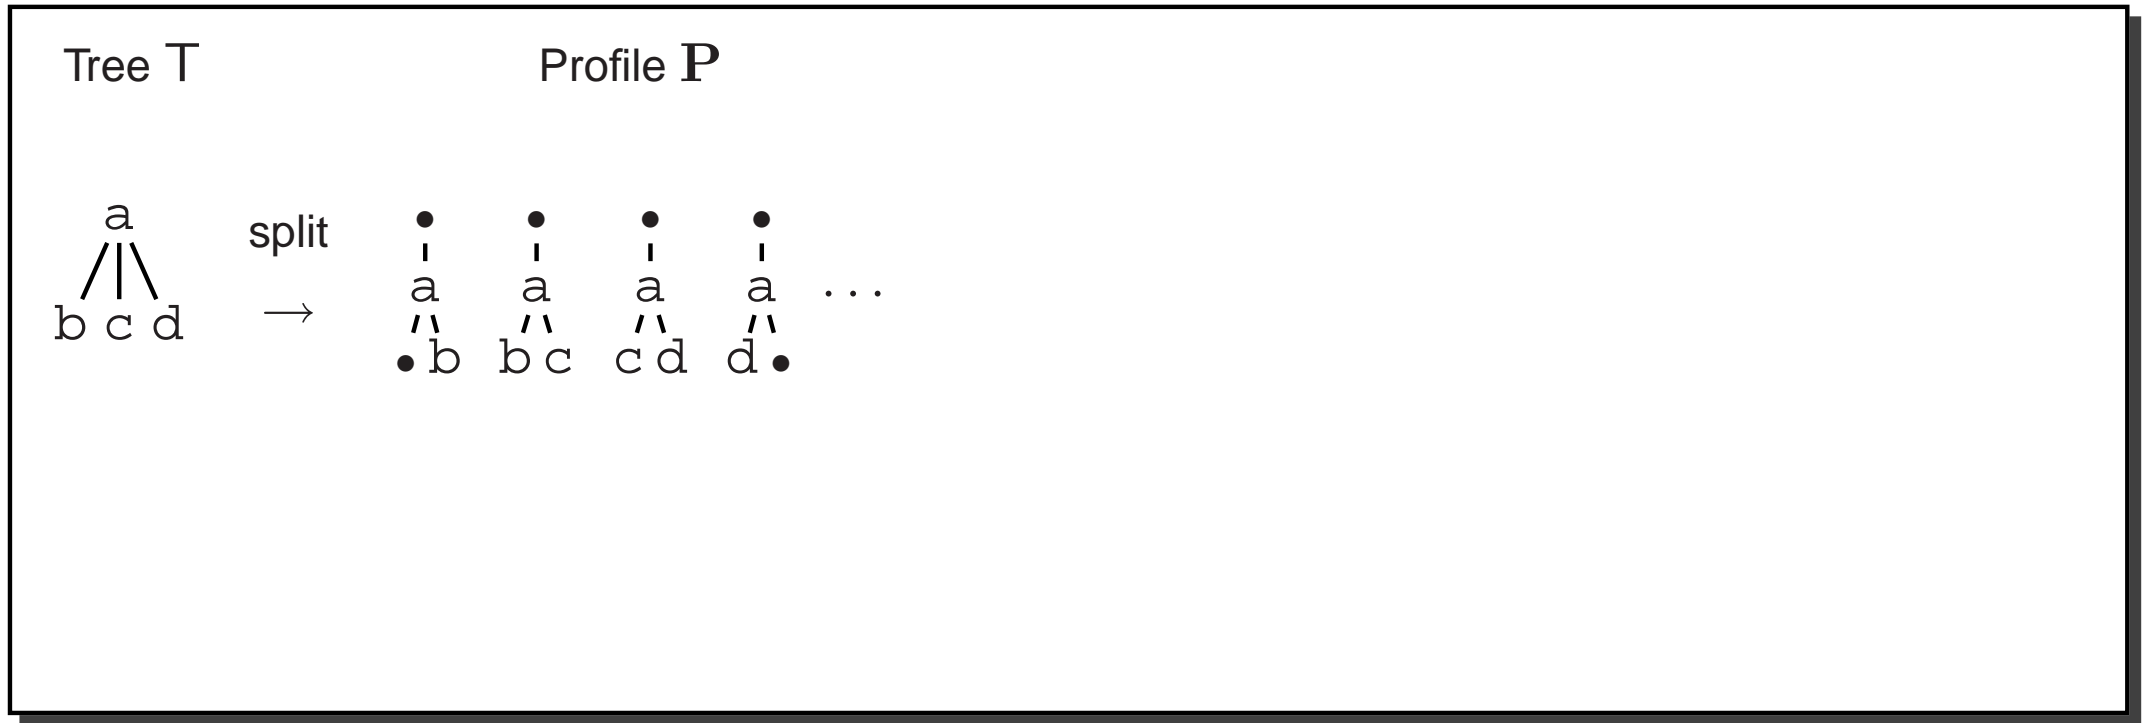 Tree T Profile P
a split • • • •
→ a a a a ...
b c d • b b c c d d •